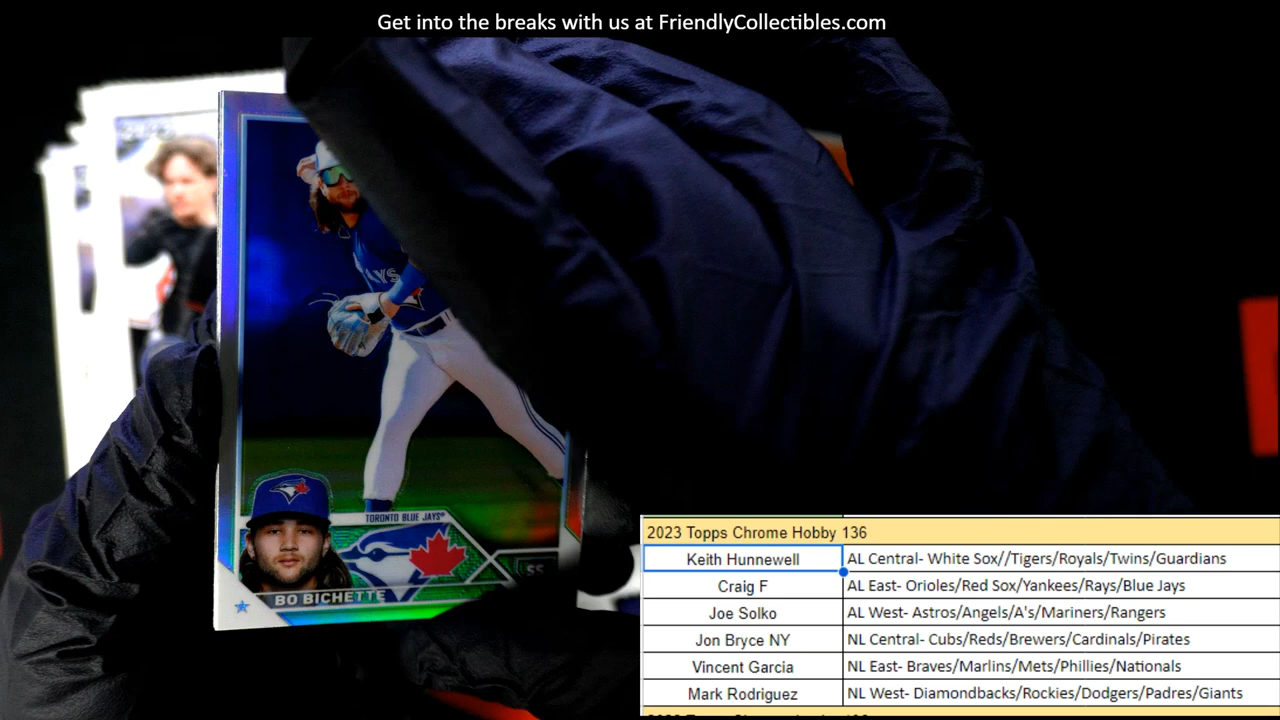 Get into the breaks with us at FriendlyCollectibles.com
TORONTO BLUE JAYS®
SS
BO BICHETTE
2023 Topps Chrome Hobby 136
Keith Hunnewell AL Central- White Sox//Tigers/Royals/Twins/Guardians
Craig F AL East- Orioles/Red Sox/Yankees/Rays/Blue Jays
Joe Solko AL West- Astros/Angels/A's/Mariners/Rangers
Jon Bryce NY NL Central- Cubs/Reds/Brewers/Cardinals/Pirates
Vincent Garcia NL East- Braves/Marlins/Mets/Phillies/Nationals
Mark Rodriguez NL West- Diamondbacks/Rockies/Dodgers/Padres/Giants